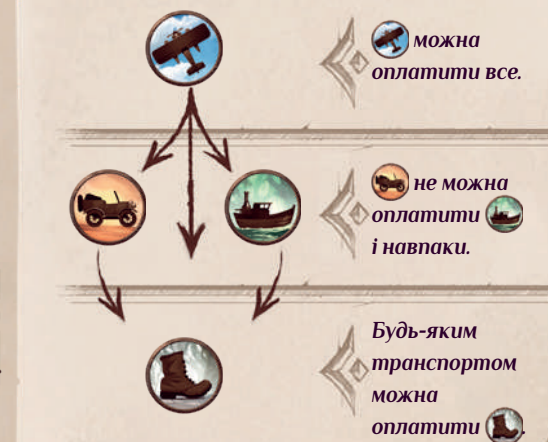 можна
оплатити все.
не можна
оплатити
і навпаки.
Будь-яким
транспортом
можна
оплатити .